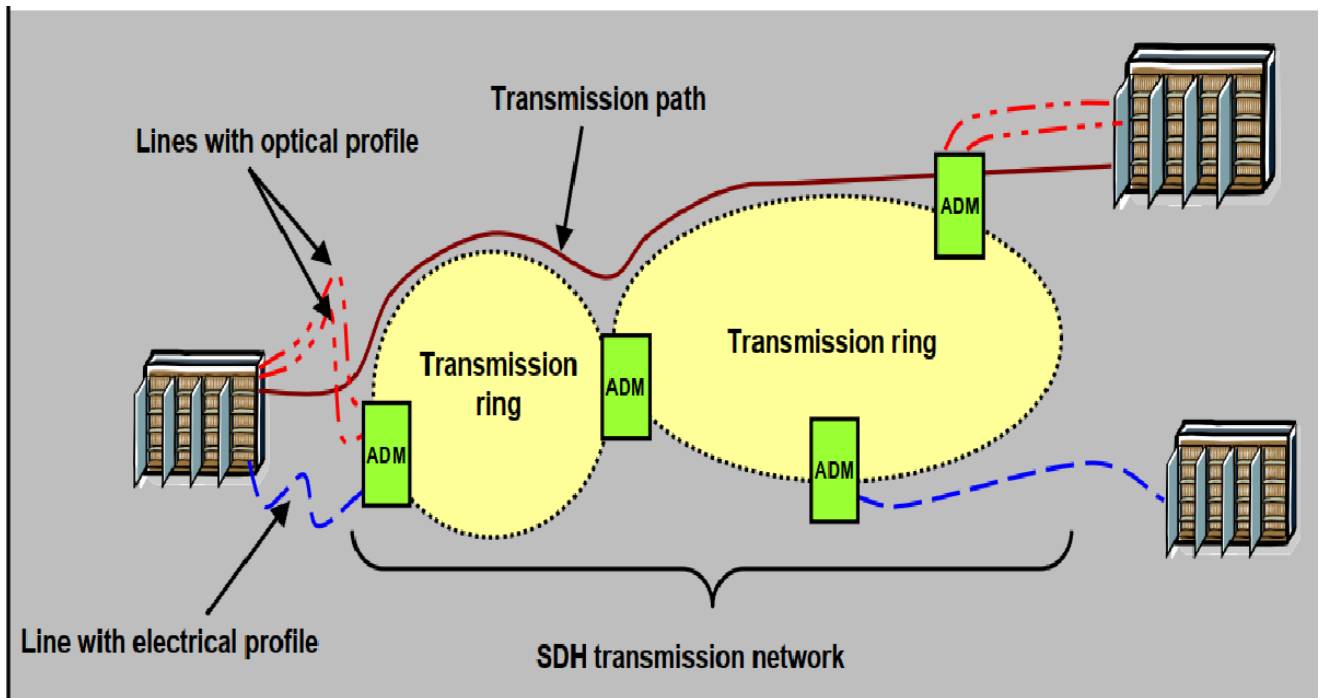 Transmission path
Lines with optical profile
ADM
Transmission ring
Transmission
ring
ADM
ADM
ADM
Line with electrical profile
SDH transmission network